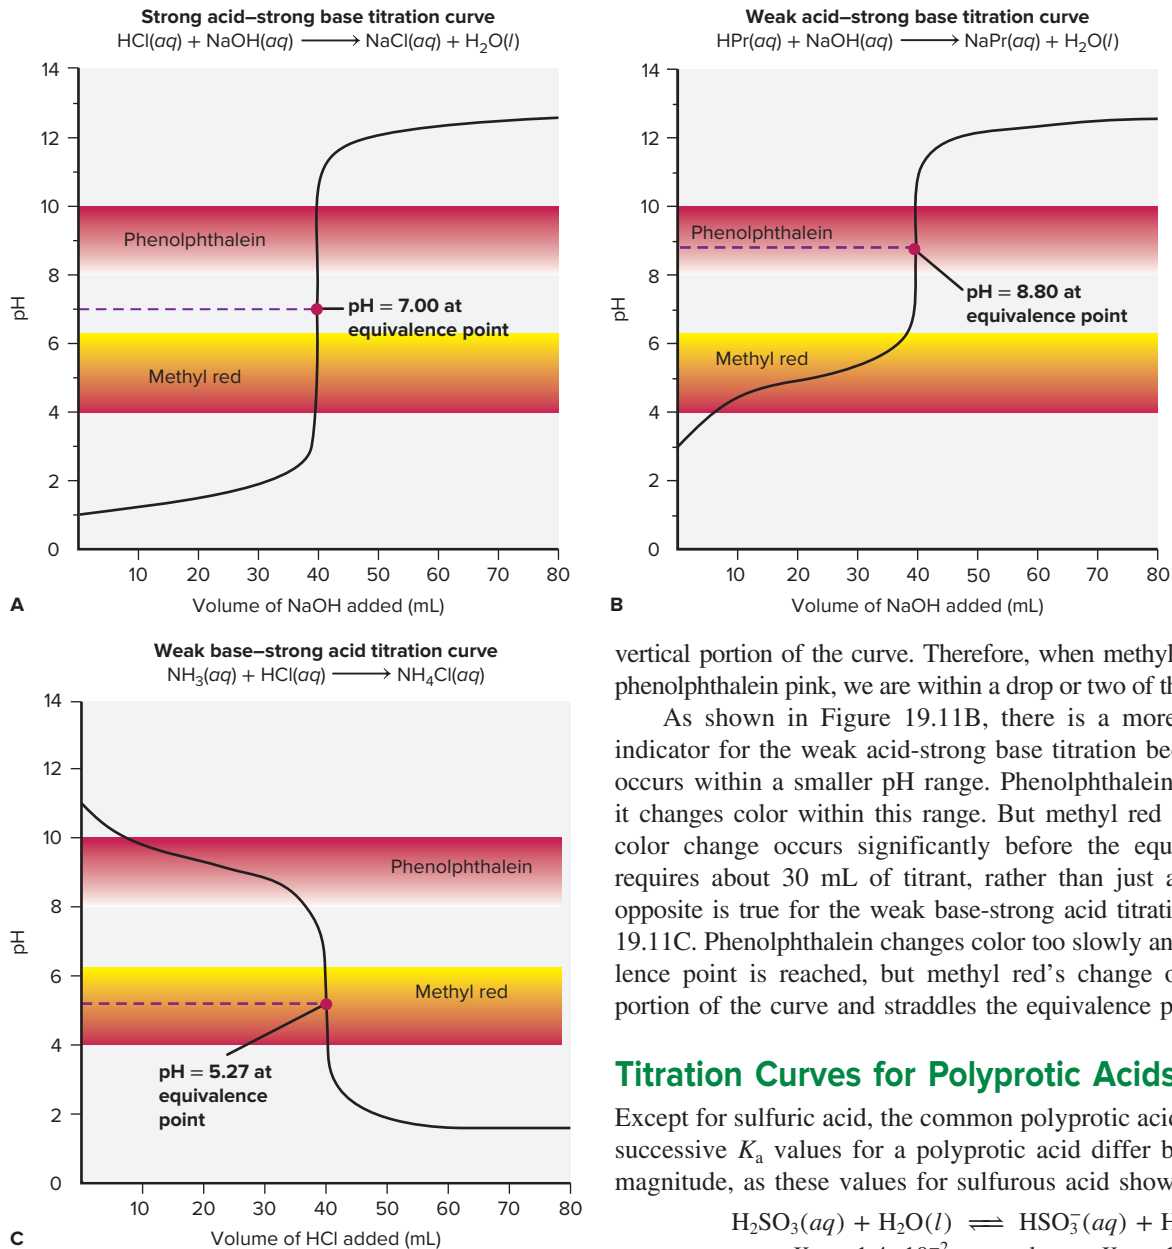 Strong acid–strong base titration curve
HCl(aq) + NaOH(aq) ⟶ NaCl(aq) + H₂O(l)
14
12
10
8
6
4
2
0
pH
Phenolphthalein
pH = 7.00 at
equivalence point
Methyl red
10 20 30 40 50 60 70 80
Volume of NaOH added (mL)
A
Weak acid–strong base titration curve
HPr(aq) + NaOH(aq) ⟶ NaPr(aq) + H₂O(l)
14
12
10
8
6
4
2
0
pH
Phenolphthalein
pH = 8.80 at
equivalence point
Methyl red
10 20 30 40 50 60 70 80
Volume of NaOH added (mL)
B
Weak base–strong acid titration curve
NH₃(aq) + HCl(aq) ⟶ NH₄Cl(aq)
14
12
10
8
6
4
2
0
pH
Phenolphthalein
Methyl red
pH = 5.27 at
equivalence
point
10 20 30 40 50 60 70 80
Volume of HCl added (mL)
C
vertical portion of the curve. Therefore, when methyl
phenolphthalein pink, we are within a drop or two of th
As shown in Figure 19.11B, there is a more
indicator for the weak acid-strong base titration bec
occurs within a smaller pH range. Phenolphthalein
it changes color within this range. But methyl red
color change occurs significantly before the equ
requires about 30 mL of titrant, rather than just a
opposite is true for the weak base-strong acid titrati
19.11C. Phenolphthalein changes color too slowly an
lence point is reached, but methyl red's change o
portion of the curve and straddles the equivalence p
Titration Curves for Polyprotic Acids
Except for sulfuric acid, the common polyprotic acid
successive Kₐ values for a polyprotic acid differ b
magnitude, as these values for sulfurous acid show
H₂SO₃(aq) + H₂O(l) ⇌ HSO₃⁻(aq) + H